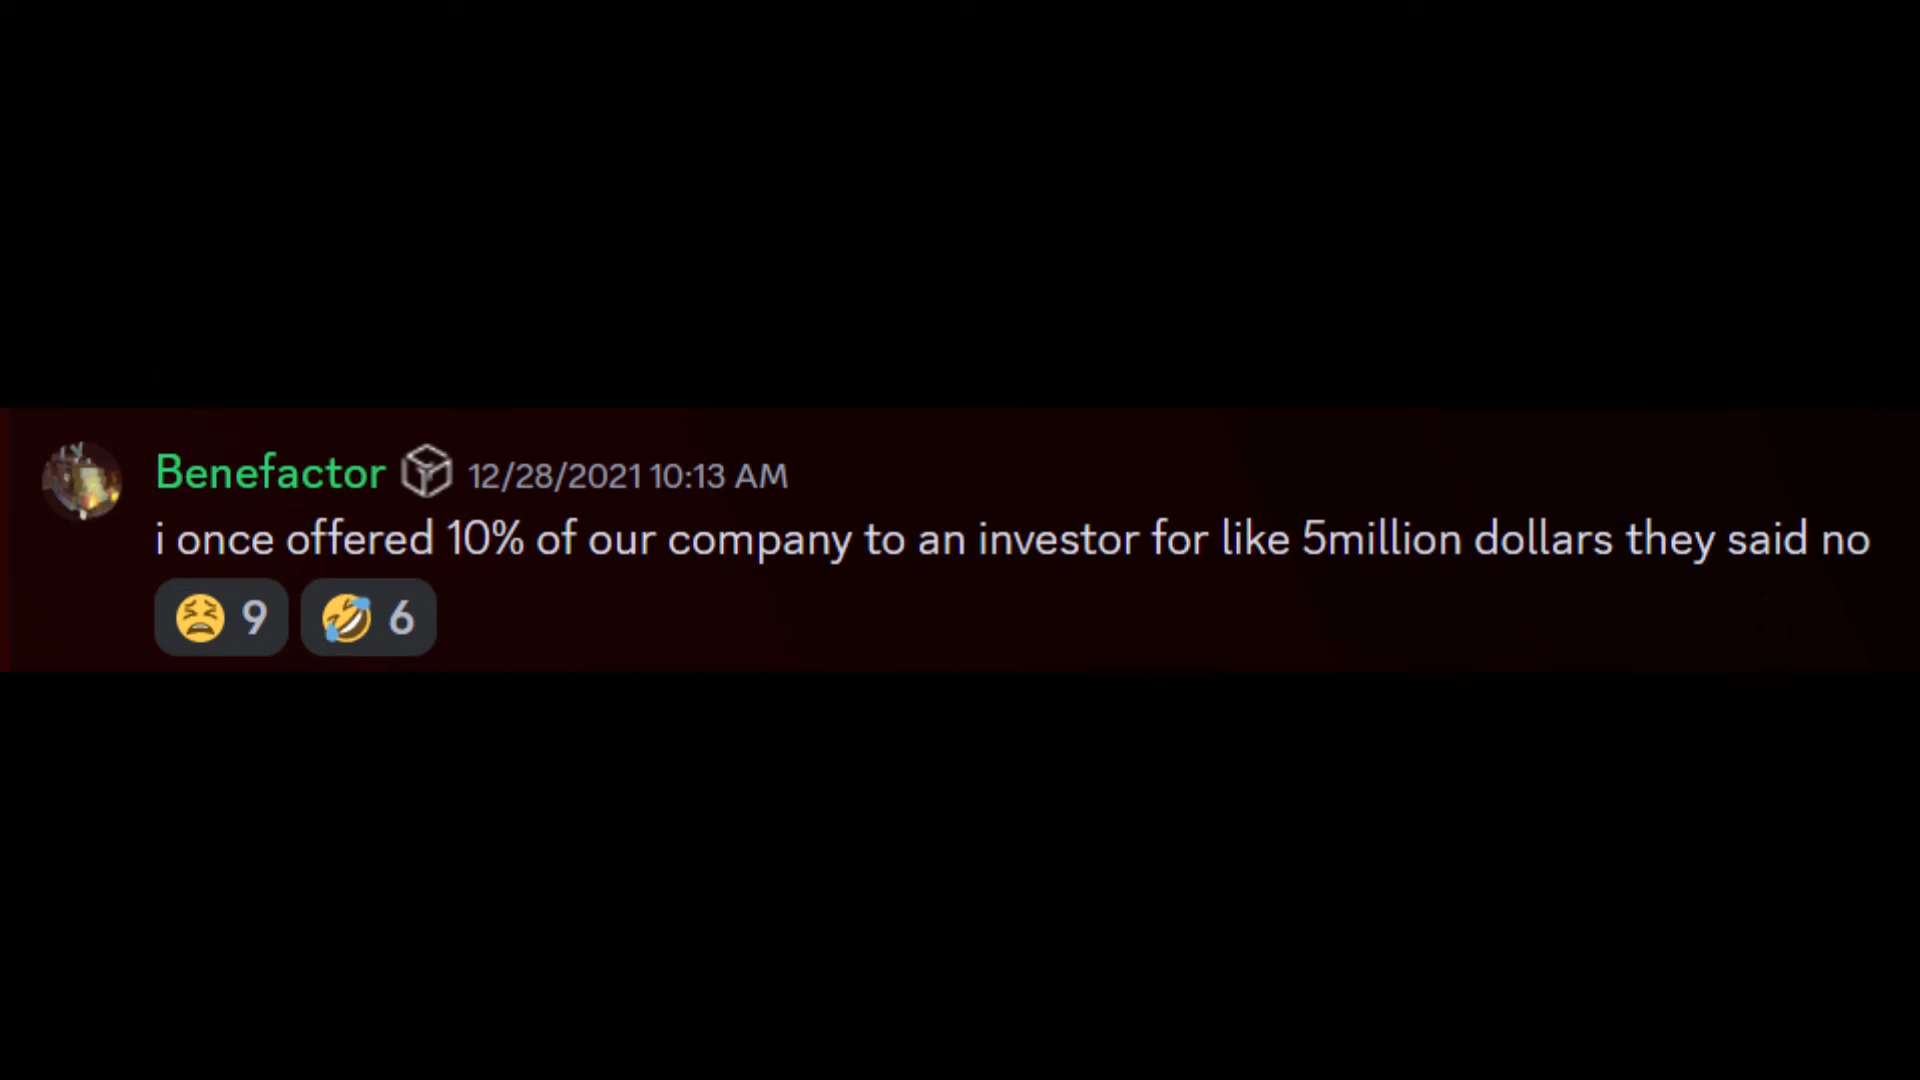 Benefactor 12/28/2021 10:13 AM
i once offered 10% of our company to an investor for like 5million dollars they said no
9 6